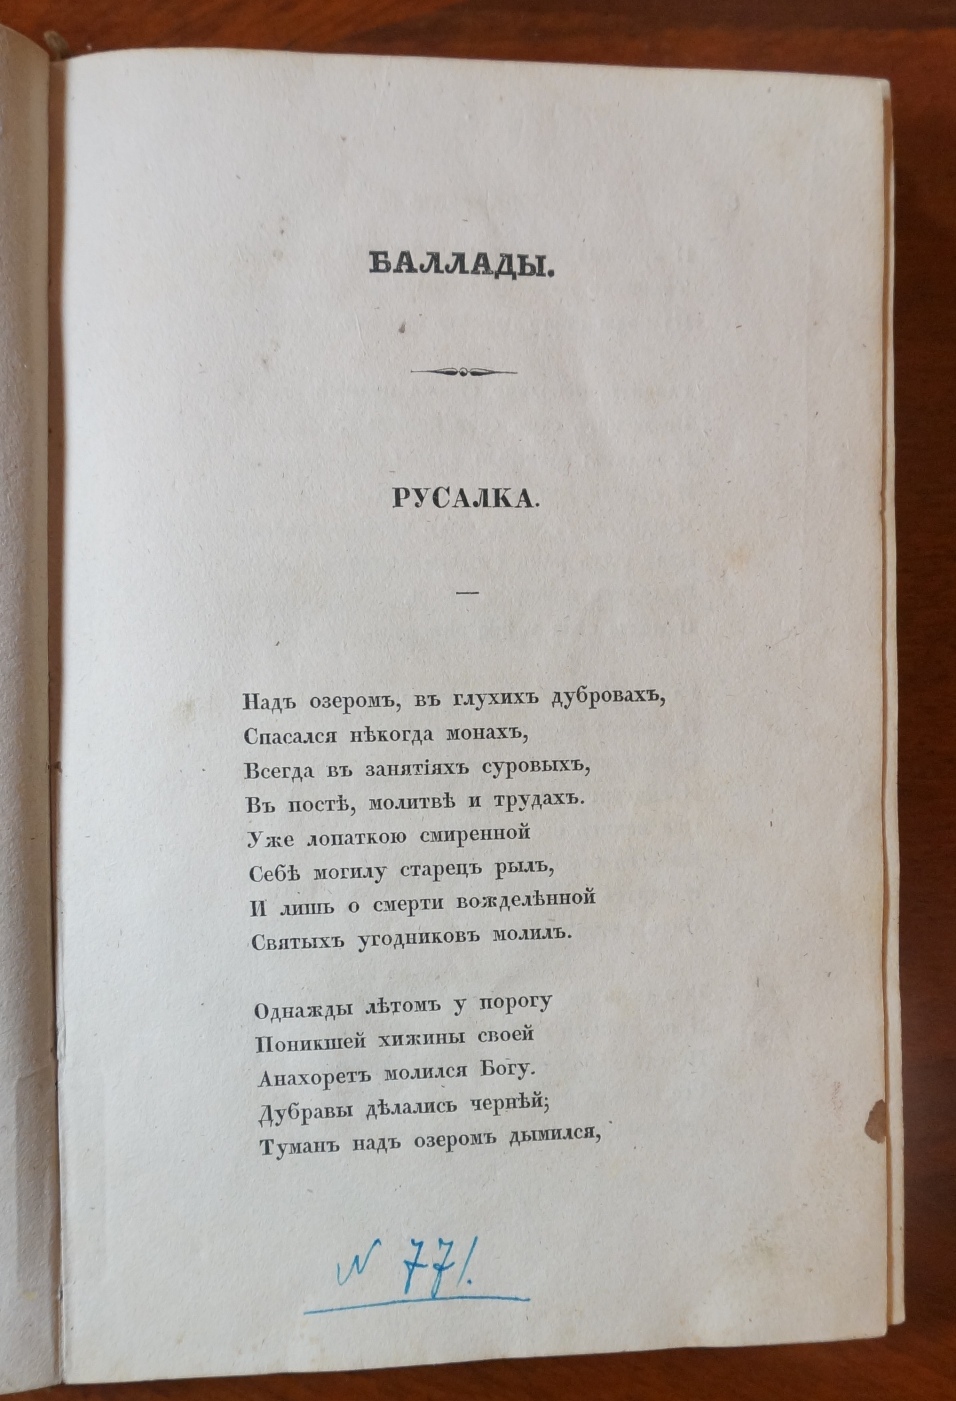 БАЛЛАДЫ.
РУСАЛКА.
Надъ озеромъ, въ глухихъ дубровахъ,
Спасался нѣкогда монахъ,
Всегда въ занятіяхъ суровыхъ,
Въ постѣ, молитвѣ и трудахъ.
Уже лопаткою смиренной
Себѣ могилу старецъ рылъ,
И лишь о смерти вожделѣнной
Святыхъ угодниковъ молилъ.
Однажды лѣтомъ у порогу
Поникшей хижины своей
Анахоретъ молился Богу.
Дубравы дѣлались чернѣй;
Туманъ надъ озеромъ дымился,
N 771.